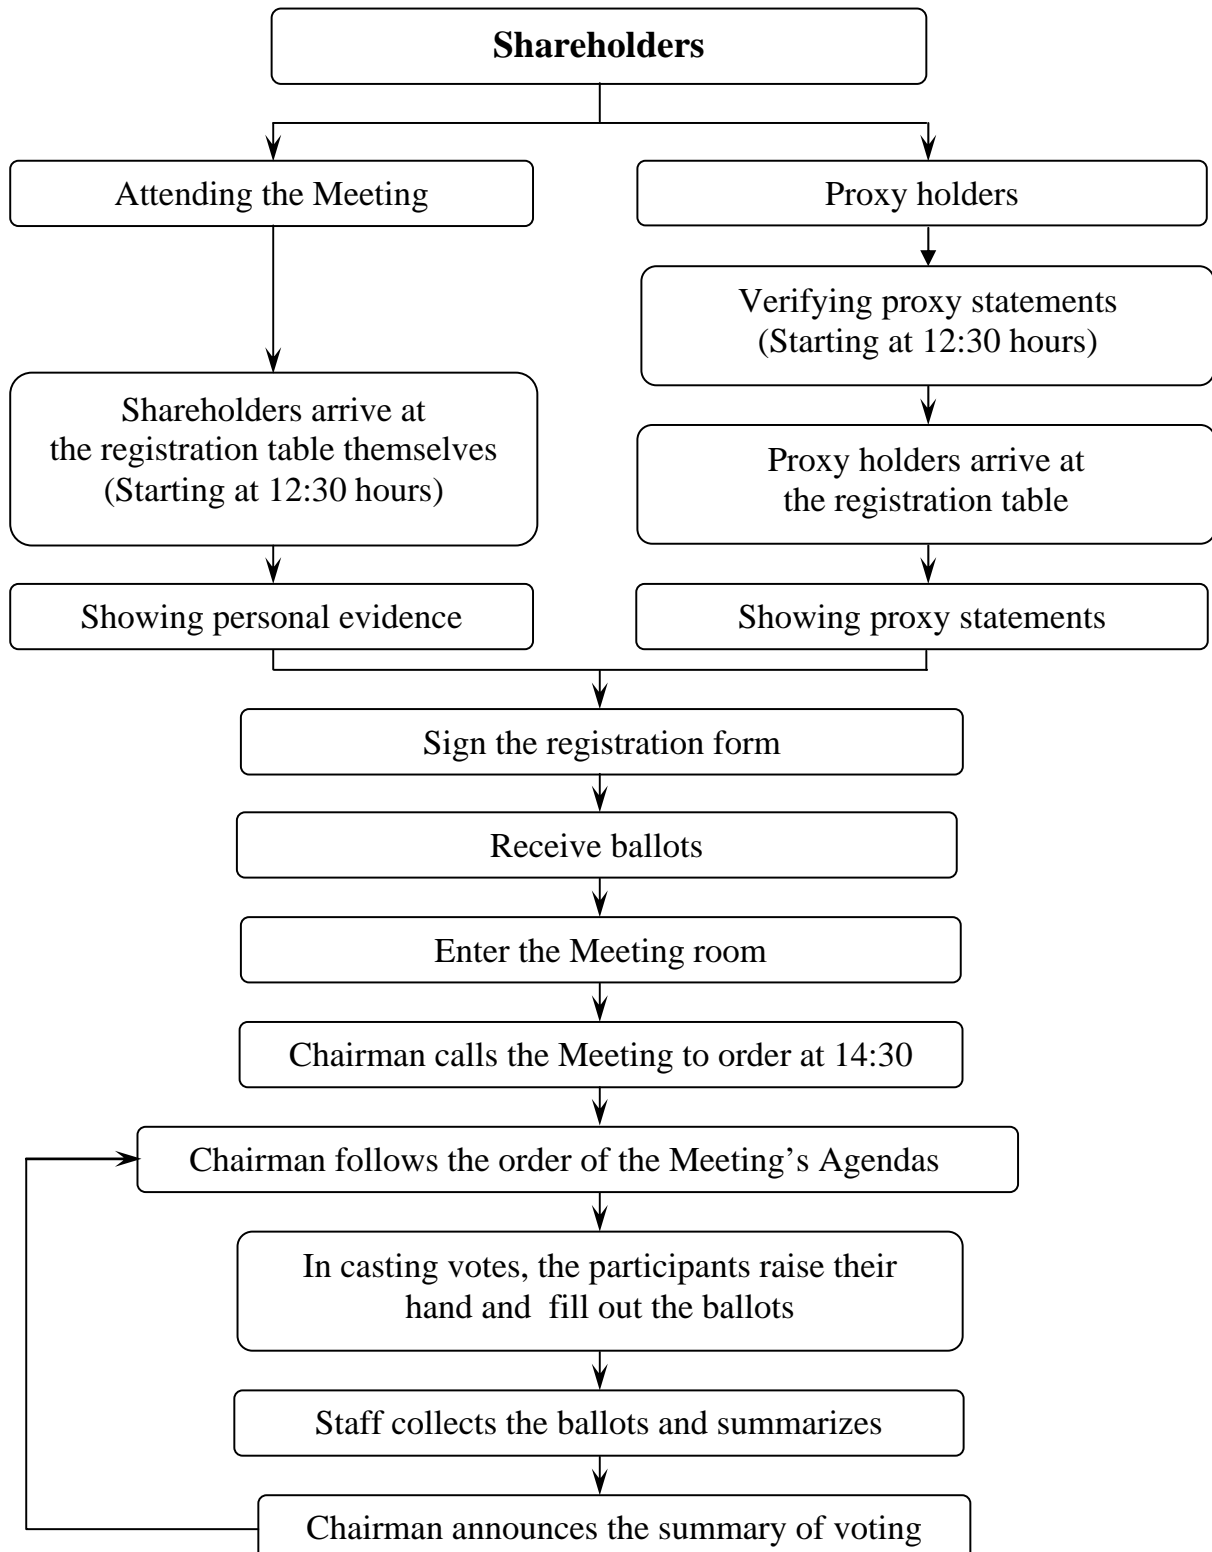 Shareholders
Attending the Meeting
Proxy holders
Verifying proxy statements
(Starting at 12:30 hours)
Shareholders arrive at
the registration table themselves
(Starting at 12:30 hours)
Proxy holders arrive at
the registration table
Showing personal evidence
Showing proxy statements
Sign the registration form
Receive ballots
Enter the Meeting room
Chairman calls the Meeting to order at 14:30
Chairman follows the order of the Meeting’s Agendas
In casting votes, the participants raise their
hand and  fill out the ballots
Staff collects the ballots and summarizes
Chairman announces the summary of voting